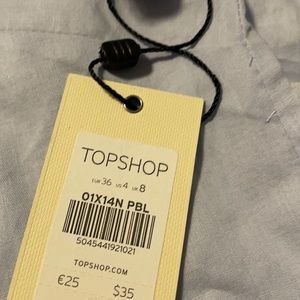 TOPSHOP
EUR 36 US 4 UK 8
01X14N PBL
5045441921021
TOPSHOP.COM
€25 $35